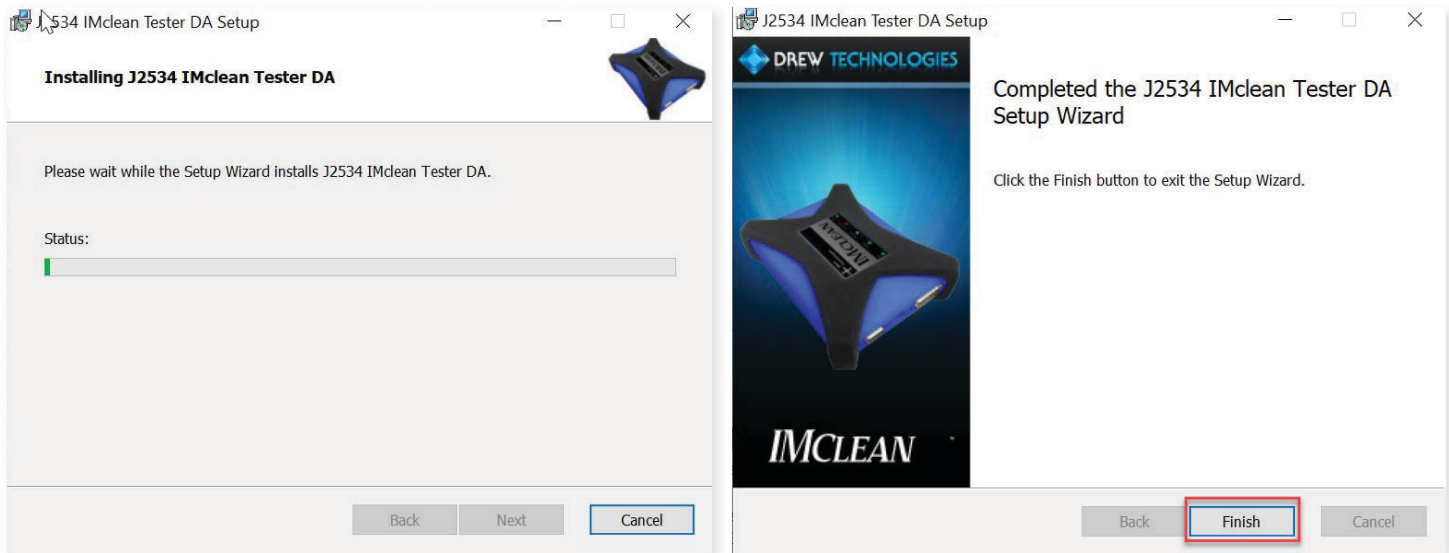 J2534 IMclean Tester DA Setup
Installing J2534 IMclean Tester DA
Please wait while the Setup Wizard installs J2534 IMclean Tester DA.
Status:
Back
Next
Cancel
J2534 IMclean Tester DA Setup
DREW TECHNOLOGIES
Completed the J2534 IMclean Tester DA
Setup Wizard
Click the Finish button to exit the Setup Wizard.
IMCLEAN
IMCLEAN
Back
Finish
Cancel